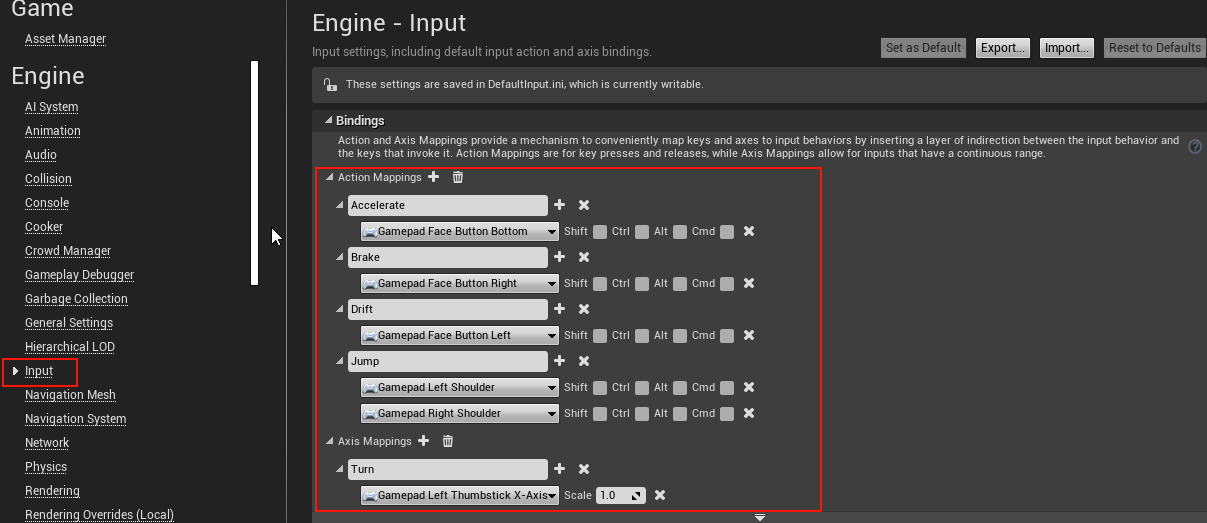 Game
Asset Manager
Engine
AI System
Animation
Audio
Collision
Console
Cooker
Crowd Manager
Gameplay Debugger
Garbage Collection
General Settings
Hierarchical LOD
Input
Navigation Mesh
Navigation System
Network
Physics
Rendering
Rendering Overrides (Local)
Engine - Input
Input settings, including default input action and axis bindings.
Set as Default Export... Import... Reset to Defaults
These settings are saved in DefaultInput.ini, which is currently writable.
Bindings
Action and Axis Mappings provide a mechanism to conveniently map keys and axes to input behaviors by inserting a layer of indirection between the input behavior and
the keys that invoke it. Action Mappings are for key presses and releases, while Axis Mappings allow for inputs that have a continuous range.
Action Mappings
Accelerate
Gamepad Face Button Bottom Shift Ctrl Alt Cmd
Brake
Gamepad Face Button Right Shift Ctrl Alt Cmd
Drift
Gamepad Face Button Left Shift Ctrl Alt Cmd
Jump
Gamepad Left Shoulder Shift Ctrl Alt Cmd
Gamepad Right Shoulder Shift Ctrl Alt Cmd
Axis Mappings
Turn
Gamepad Left Thumbstick X-Axis Scale 1.0